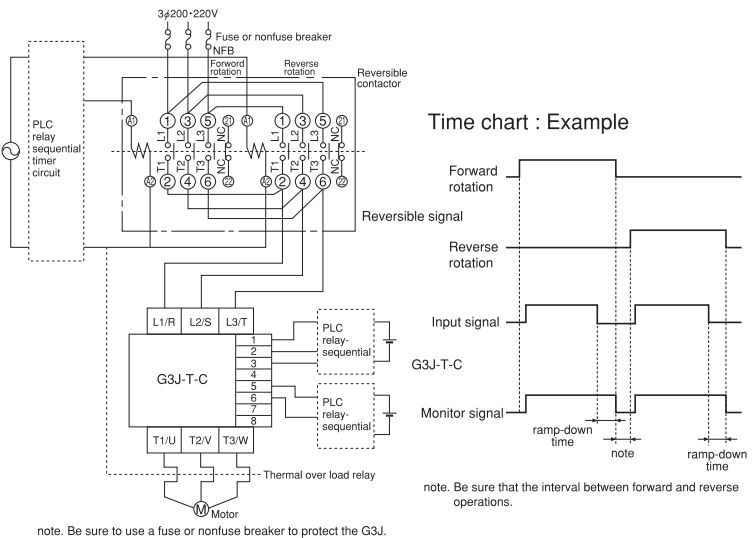 3ϕ200・220V
Fuse or nonfuse breaker
NFB
Forward
rotation
Reverse
rotation
Reversible
contactor
PLC
relay
sequential
timer
circuit
A1
1
3
5
21
A1
1
3
5
21
L1
L2
L3
NC
L1
L2
L3
NC
T1
T2
T3
NC
T1
T2
T3
NC
A2
2
4
6
22
A2
2
4
6
22
Reversible signal
L1/R
L2/S
L3/T
G3J-T-C
1
2
3
4
5
6
7
8
PLC
relay-
sequential
PLC
relay-
sequential
T1/U
T2/V
T3/W
Thermal over load relay
M
Motor
note. Be sure to use a fuse or nonfuse breaker to protect the G3J.
Time chart : Example
Forward
rotation
Reverse
rotation
Input signal
G3J-T-C
Monitor signal
ramp-down
time
note
ramp-down
time
note. Be sure that the interval between forward and reverse
operations.